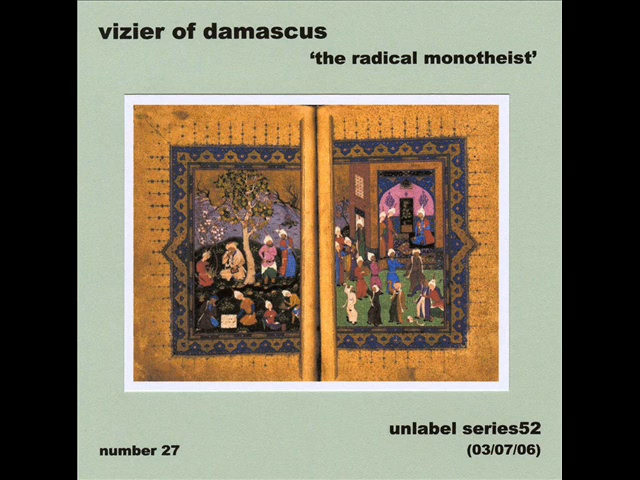 vizier of damascus
‘the radical monotheist’
unlabel series52
number 27
(03/07/06)